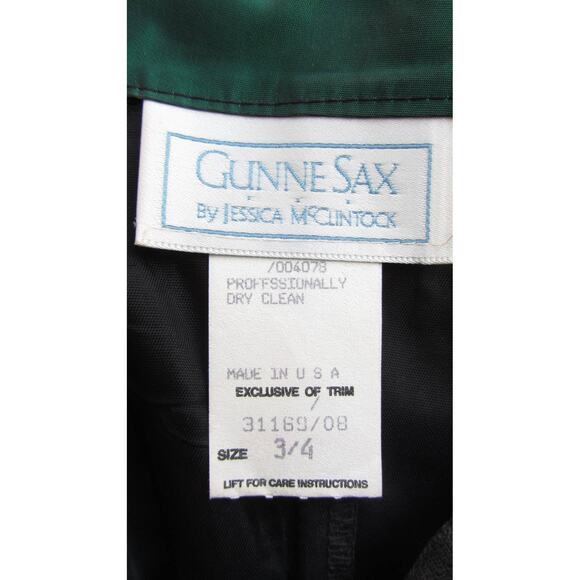 GUNNE SAX
By JESSICA McCLINTOCK
/004078
PROFFSSIONALLY
DRY CLEAN
MADE IN U S A
EXCLUSIVE OF TRIM
/
31169/08
SIZE 3/4
LIFT FOR CARE INSTRUCTIONS